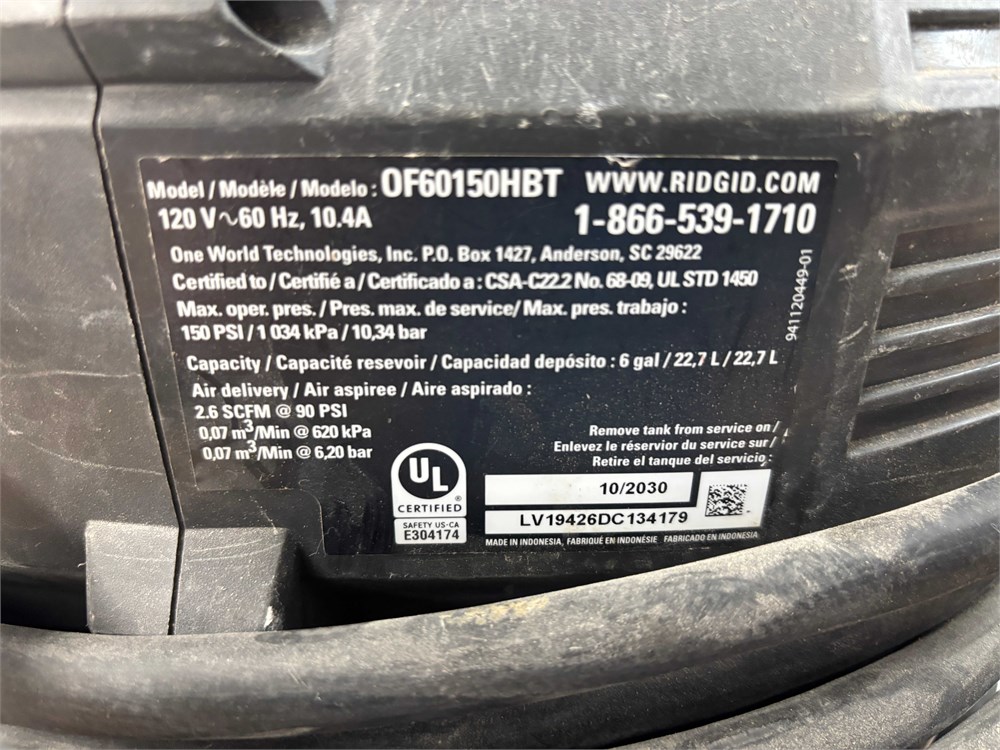 Model / Modèle / Modelo : OF60150HBT WWW.RIDGID.COM
120 V ~ 60 Hz, 10.4A 1-866-539-1710
One World Technologies, Inc. P.O. Box 1427, Anderson, SC 29622
Certified to / Certifié a / Certificado a : CSA-C22.2 No. 68-09, UL STD 1450
Max. oper. pres. / Pres. max. de service/ Max. pres. trabajo :
150 PSI / 1 034 kPa / 10,34 bar
941120449-01
Capacity / Capacité resevoir / Capacidad depósito : 6 gal / 22,7 L / 22,7 L
Air delivery / Air aspiree / Aire aspirado :
2.6 SCFM @ 90 PSI
0,07 m³/Min @ 620 kPa
0,07 m³/Min @ 6,20 bar
Remove tank from service on /
Enlevez le réservior du service sur /
Retire el tanque del servicio :
UL
®
CERTIFIED
SAFETY US-CA
E304174
10/2030
LV19426DC134179
MADE IN INDONESIA, FABRIQUÉ EN INDONÉSIE FABRICADO EN INDONESIA